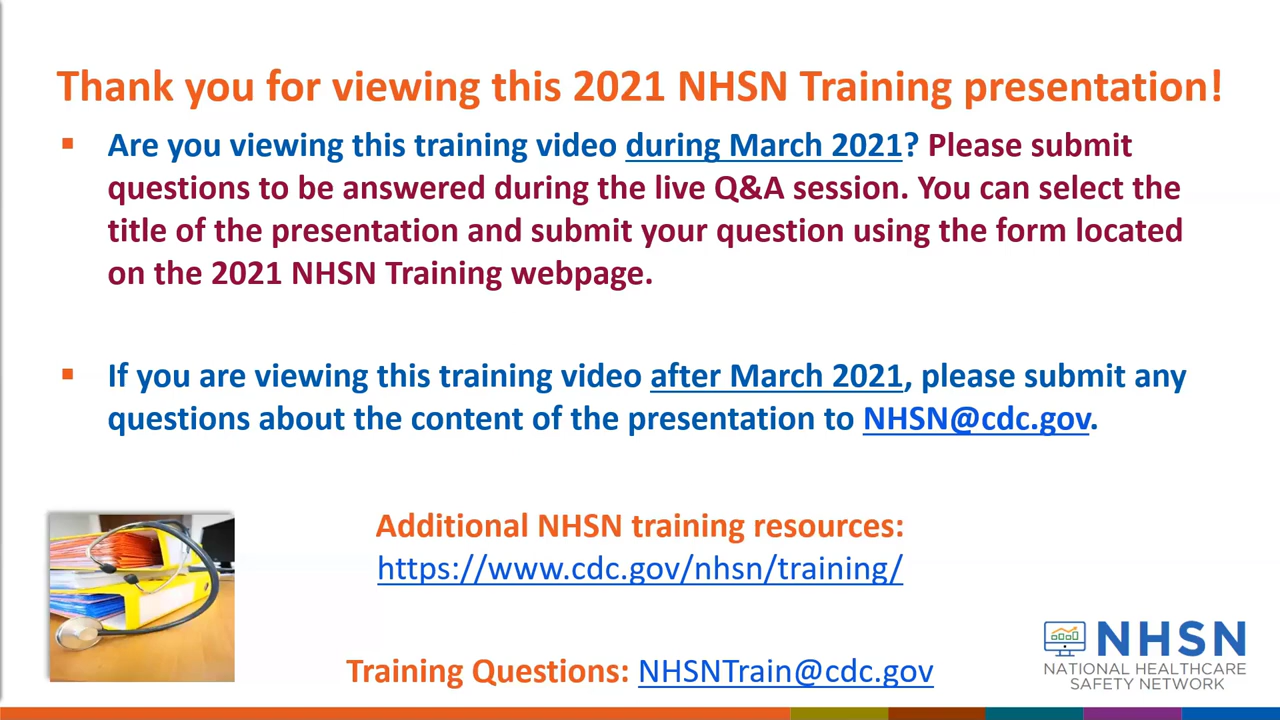 Thank you for viewing this 2021 NHSN Training presentation!
Are you viewing this training video during March 2021? Please submit
questions to be answered during the live Q&A session. You can select the
title of the presentation and submit your question using the form located
on the 2021 NHSN Training webpage.
If you are viewing this training video after March 2021, please submit any
questions about the content of the presentation to NHSN@cdc.gov.
Additional NHSN training resources:
https://www.cdc.gov/nhsn/training/
Training Questions: NHSNTrain@cdc.gov
NHSN
NATIONAL HEALTHCARE
SAFETY NETWORK